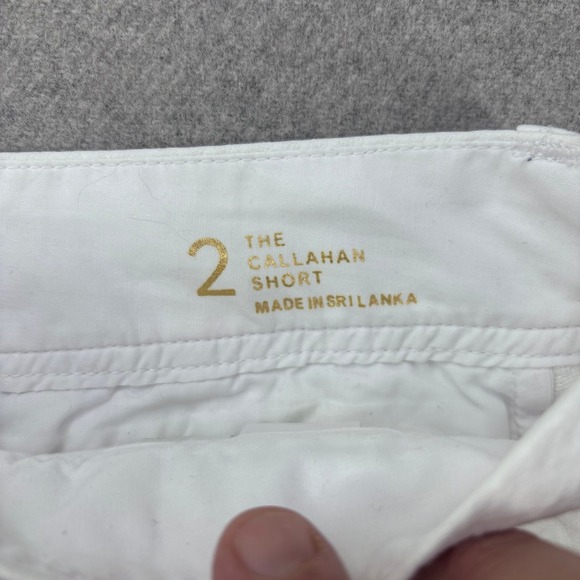 2
THE
CALLAHAN
SHORT
MADE IN SRI LANKA